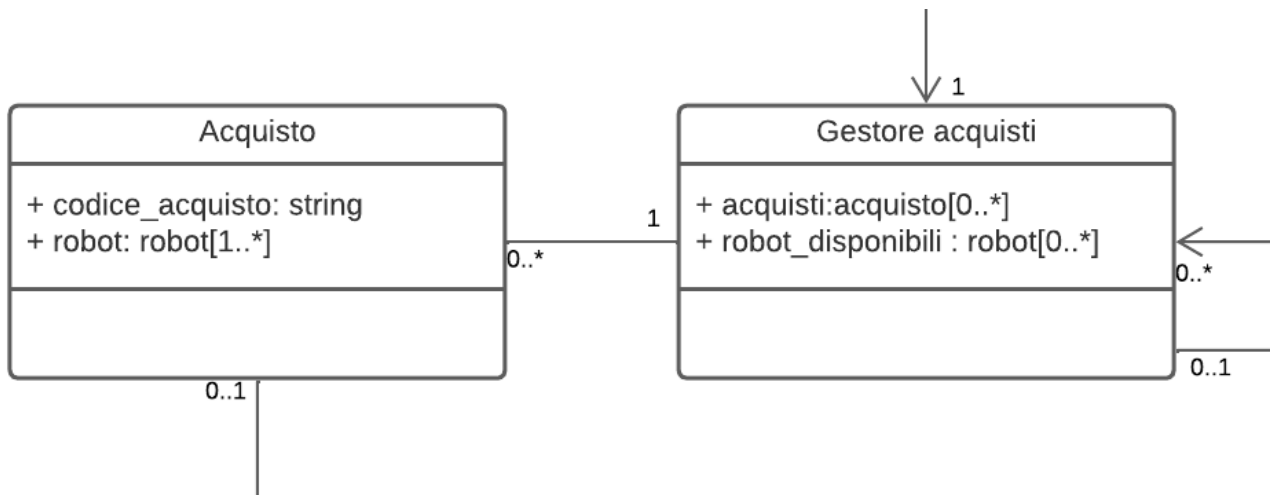 1
Acquisto
Gestore acquisti
+ codice_acquisto: string
+ robot: robot[1..*]
+ acquisti:acquisto[0..*]
+ robot_disponibili : robot[0..*]
1
0..*
0..*
0..1
0..1